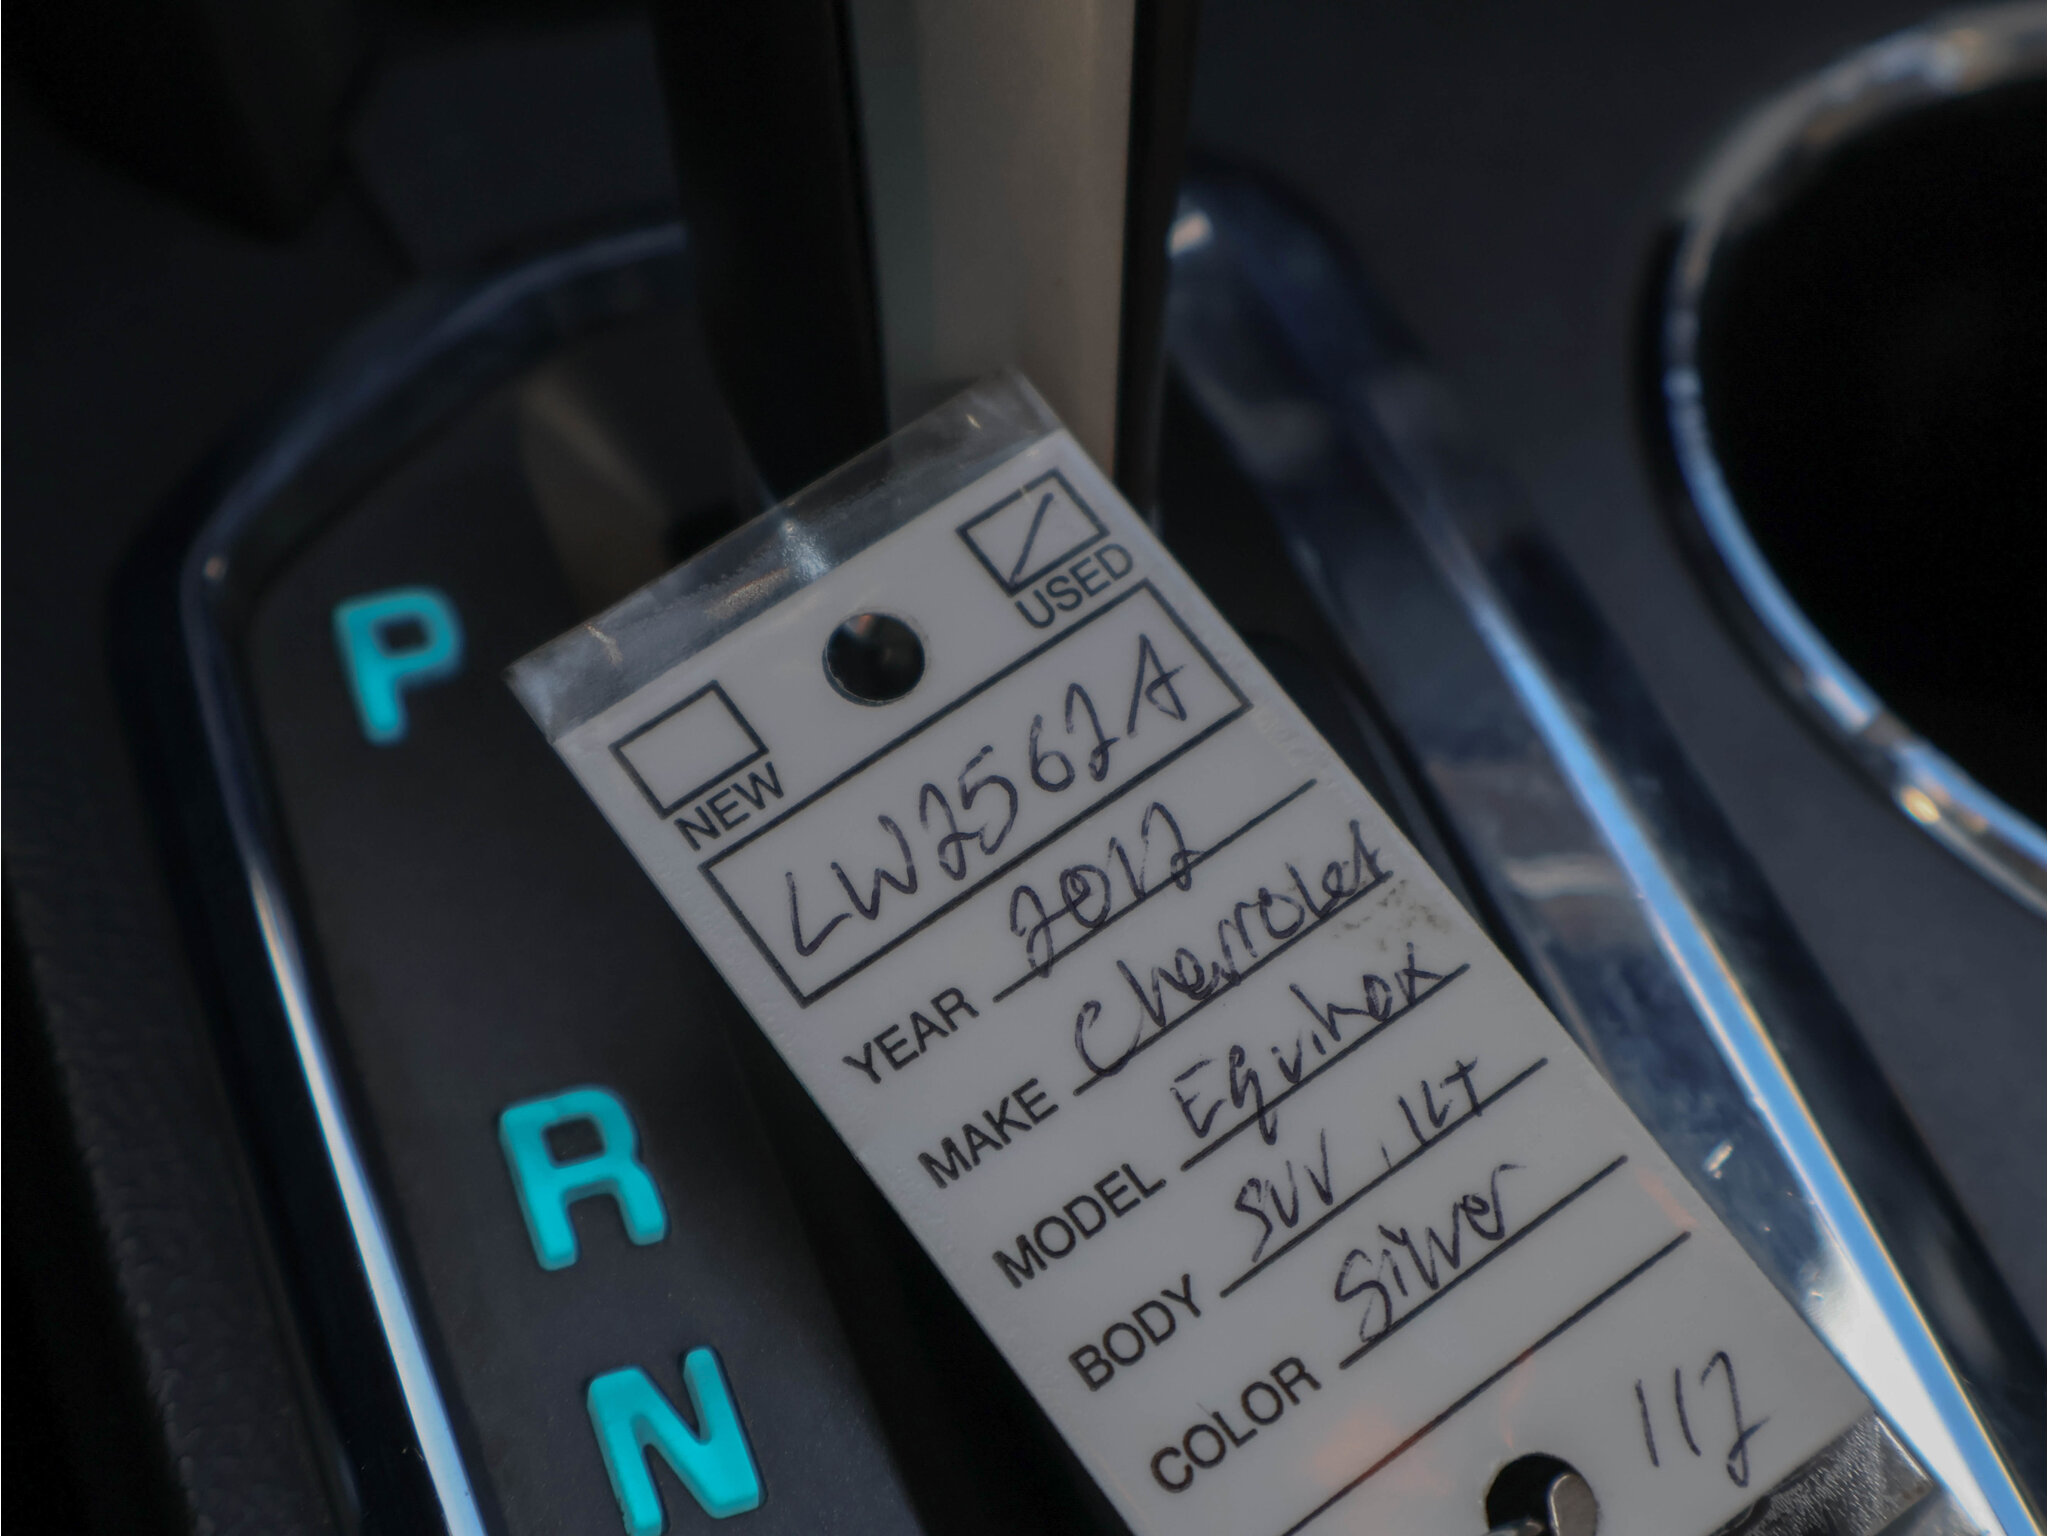 P
R
N
USED
NEW
LW2562A
YEAR 2012
MAKE Chevrolet
MODEL Equinox
BODY SUV, 1LT
COLOR Silver
112